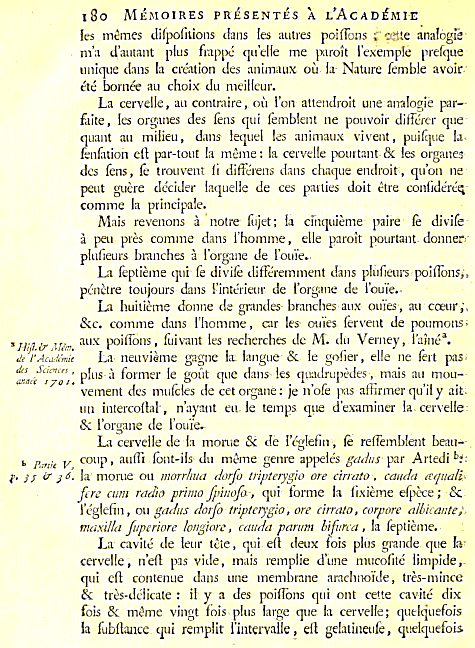 180 MÉMOIRES PRÉSENTÉS À L'ACADÉMIE
les mêmes diſpoſitions dans les autres poiſſons ; cette analogie
m'a d'autant plus frappé qu'elle me paroît l'exemple preſque
unique dans la création des animaux où la Nature ſemble avoir
été bornée au choix du meilleur.
La cervelle, au contraire, où l'on attendroit une analogie par-
faite, les organes des ſens qui ſemblent ne pouvoir différer que
quant au milieu, dans lequel les animaux vivent, puiſque la
ſenſation eſt par-tout la même : la cervelle pourtant & les organes
des ſens, ſe trouvent ſi différens dans chaque endroit, qu'on ne
peut guère décider laquelle de ces parties doit être conſidérée
comme la principale.
Mais revenons à notre ſujet; la cinquième paire ſe diviſe
à peu près comme dans l'homme, elle paroît pourtant donner
pluſieurs branches à l'organe de l'ouïe.
La ſeptième qui ſe diviſe différemment dans pluſieurs poiſſons,
pénètre toujours dans l'intérieur de l'organe de l'ouïe.
La huitième donne de grandes branches aux ouïes, au cœur,
&c. comme dans l'homme, car les ouïes ſervent de poumons
aux poiſſons, ſuivant les recherches de M. du Verney, l'aîné ª.
ª Hiſt. & Mém.
de l'Académie
des Sciences,
année 1701.
La neuvième gagne la langue & le goſier, elle ne ſert pas
plus à former le goût que dans les quadrupèdes, mais au mou-
vement des muſcles de cet organe : je n'oſe pas affirmer qu'il y ait
un intercoſtal, n'ayant eu le temps que d'examiner la cervelle
& l'organe de l'ouïe.
La cervelle de la morue & de l'égleſin, ſe reſſemblent beau-
coup, auſſi ſont-ils du même genre appelés gadus par Artedi ᵇ :
ᵇ Partie V,
p. 35 & 36.
la morue ou morrhua dorſo tripterygio ore cirrato, cauda æquali
fere cum radio primo ſpinoſo, qui forme la ſixième eſpèce; &
l'égleſin, ou gadus dorſo tripterygio, ore cirrato, corpore albicante,
maxilla ſuperiore longiore, cauda parum bifurca, la ſeptième.
La cavité de leur tête, qui eſt deux fois plus grande que la
cervelle, n'eſt pas vide, mais remplie d'une mucoſité limpide,
qui eſt contenue dans une membrane arachnoïde, très-mince
& très-délicate : il y a des poiſſons qui ont cette cavité dix
fois & même vingt fois plus large que la cervelle; quelquefois
la ſubſtance qui remplit l'intervalle, eſt gelatineuſe, quelquefois